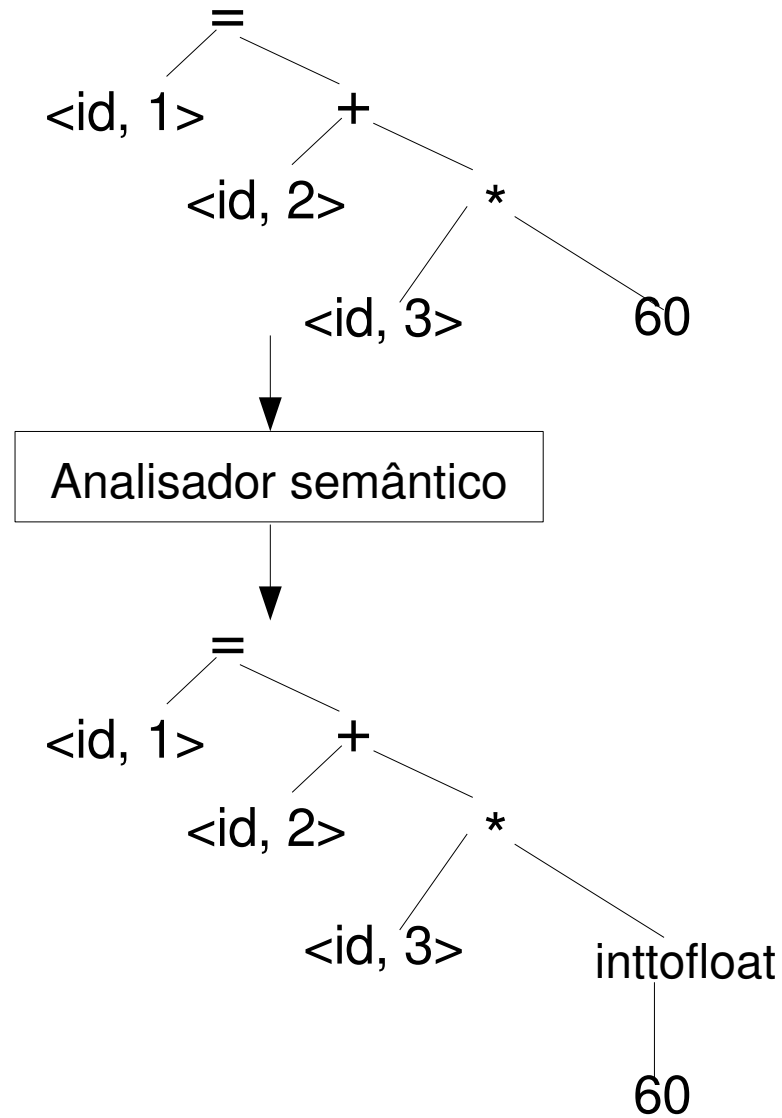 =
<id, 1>
+
<id, 2>
*
<id, 3>
60
Analisador semântico
=
<id, 1>
+
<id, 2>
*
<id, 3>
inttofloat
60